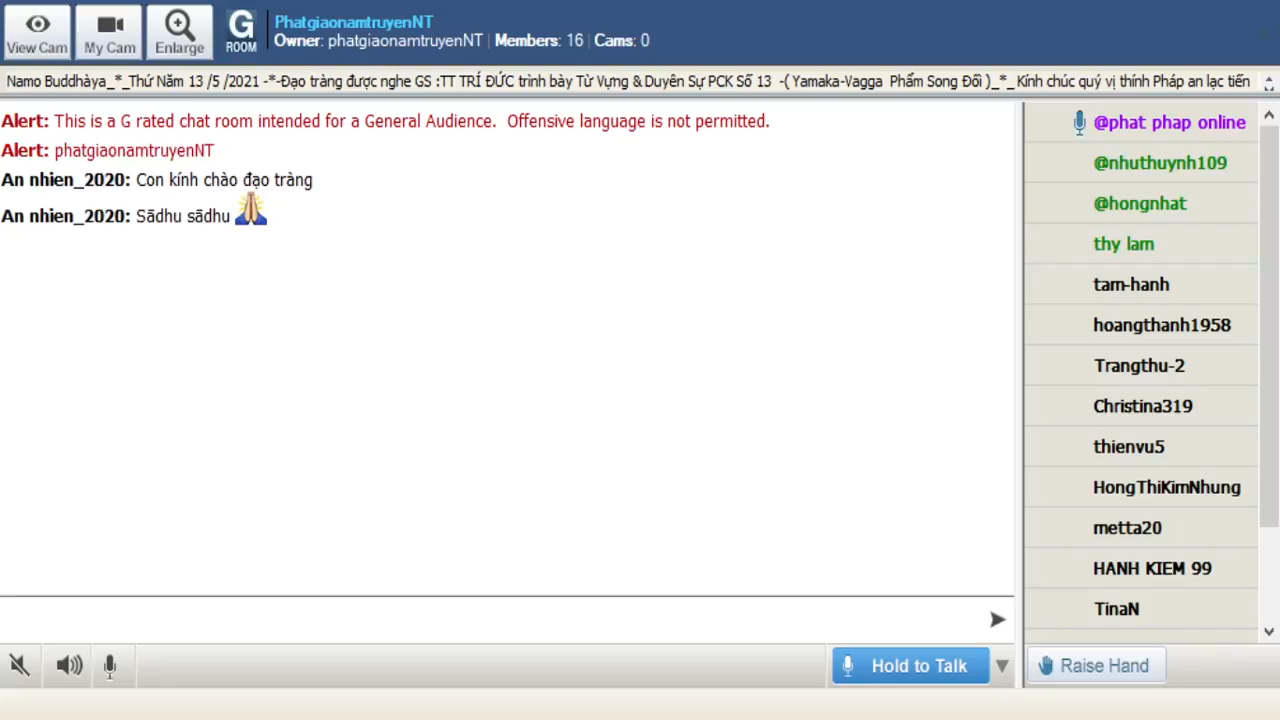 View Cam
My Cam
Enlarge
G
ROOM
PhatgiaonamtruyenNT
Owner: phatgiaonamtruyenNT | Members: 16 | Cams: 0
Namo Buddhàya_*_Thứ Năm 13 /5 /2021 -*-Đạo tràng được nghe GS :TT TRÍ ĐỨC trình bày Từ Vựng & Duyên Sự PCK Số 13 -( Yamaka-Vagga Phẩm Song Đối )_*_ Kính chúc quý vị thính Pháp an lạc tiến
Alert: This is a G rated chat room intended for a General Audience. Offensive language is not permitted.
Alert: phatgiaonamtruyenNT
An nhien_2020: Con kính chào đạo tràng
An nhien_2020: Sādhu sādhu
@phat phap online
@nhuthuynh109
@hongnhat
thy lam
tam-hanh
hoangthanh1958
Trangthu-2
Christina319
thienvu5
HongThiKimNhung
metta20
HANH KIEM 99
TinaN
Hold to Talk
Raise Hand